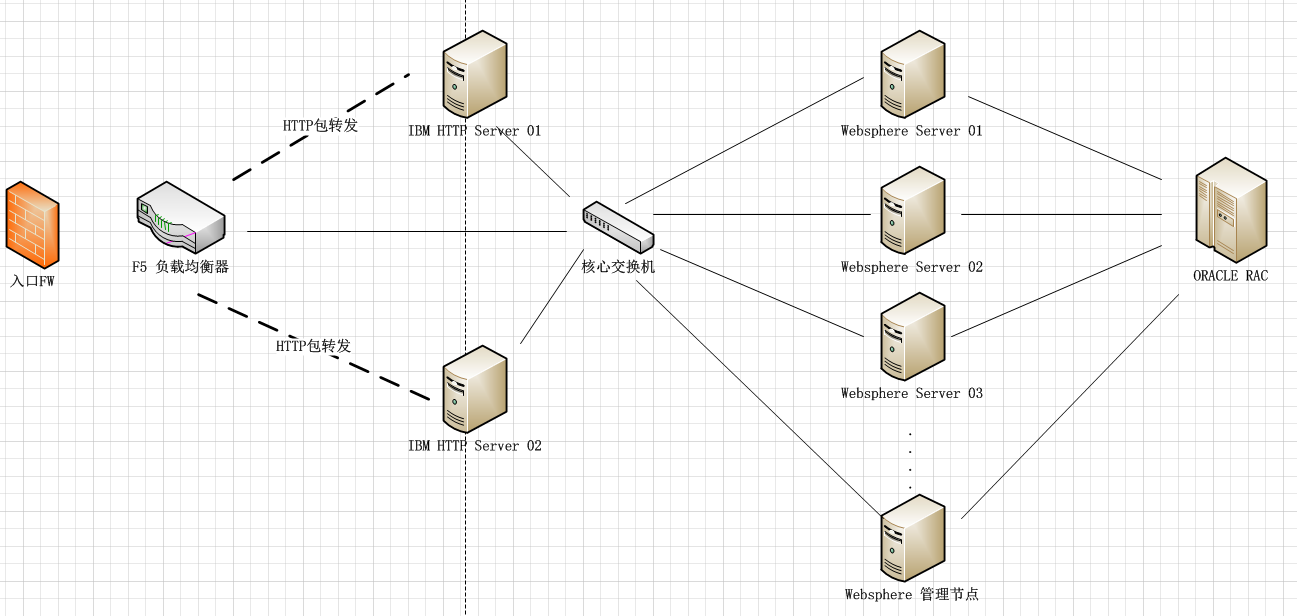 HTTP包转发
IBM HTTP Server 01
Websphere Server 01
入口FW
F5 负载均衡器
核心交换机
Websphere Server 02
ORACLE RAC
HTTP包转发
Websphere Server 03
IBM HTTP Server 02
Websphere 管理节点